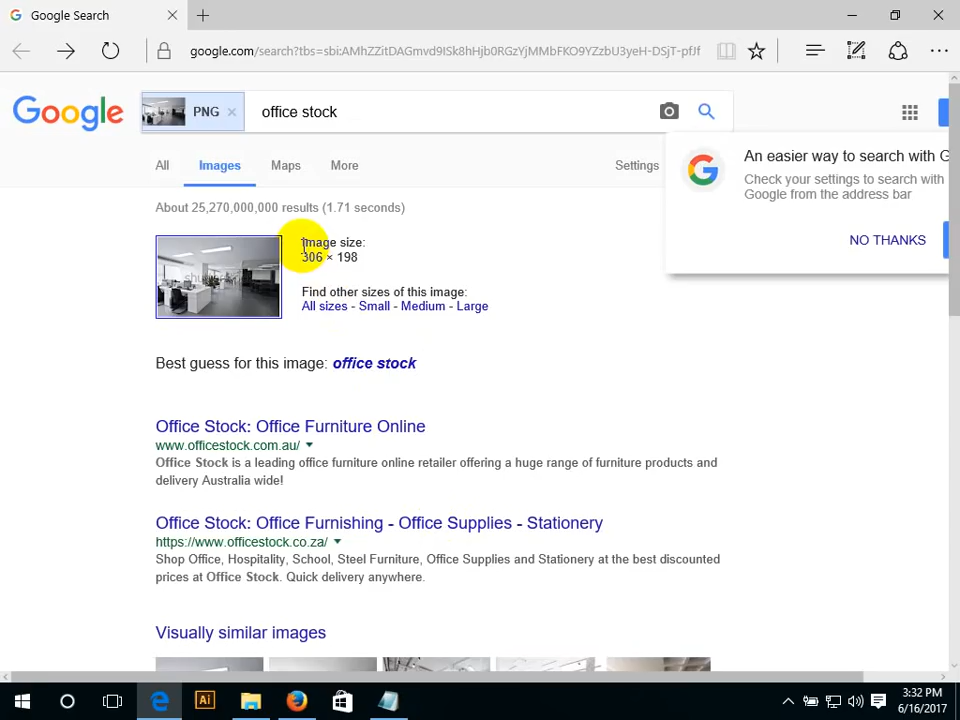 Google Search
google.com/search?tbs=sbi:AMhZZitDAGmvd9ISk8hHjb0RGzYjMMbFKO9YZzbU3yeH-DSjT-pfJf
Google
PNG
office stock
All
Images
Maps
More
Settings
An easier way to search with G
Check your settings to search with
Google from the address bar
NO THANKS
About 25,270,000,000 results (1.71 seconds)
Image size:
306 × 198
Find other sizes of this image:
All sizes - Small - Medium - Large
Best guess for this image: office stock
Office Stock: Office Furniture Online
www.officestock.com.au/
Office Stock is a leading office furniture online retailer offering a huge range of furniture products and
delivery Australia wide!
Office Stock: Office Furnishing - Office Supplies - Stationery
https://www.officestock.co.za/
Shop Office, Hospitality, School, Steel Furniture, Office Supplies and Stationery at the best discounted
prices at Office Stock. Quick delivery anywhere.
Visually similar images
Ai
3:32 PM
6/16/2017